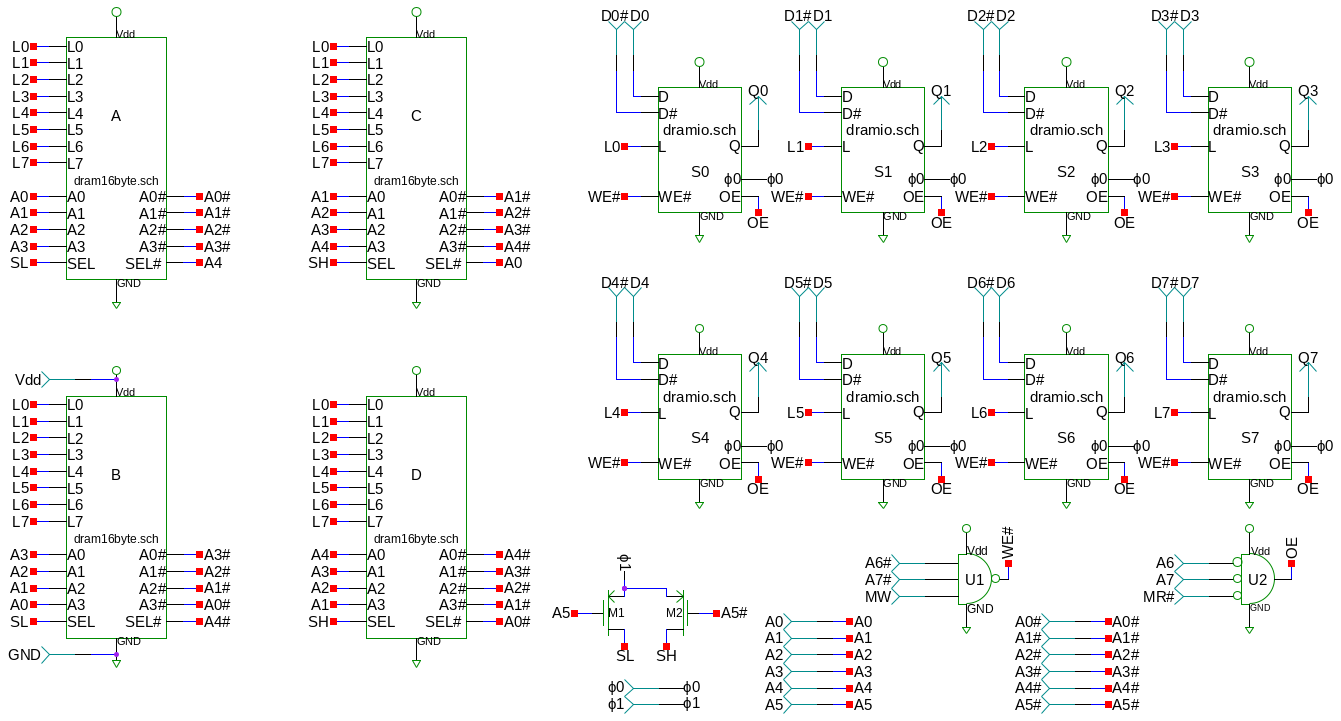 Vdd
L0 L0
L1 L1
L2 L2
L3 L3
L4 L4
L5 L5
L6 L6
L7 L7
A
dram16byte.sch
A0 A0 A0# A0#
A1 A1 A1# A1#
A2 A2 A2# A2#
A3 A3 A3# A3#
SL SEL SEL# A4
GND
Vdd
L0 L0
L1 L1
L2 L2
L3 L3
L4 L4
L5 L5
L6 L6
L7 L7
C
dram16byte.sch
A1 A0 A0# A1#
A2 A1 A1# A2#
A3 A2 A2# A3#
A4 A3 A3# A4#
SH SEL SEL# A0
GND
Vdd
Vdd
L0 L0
L1 L1
L2 L2
L3 L3
L4 L4
L5 L5
L6 L6
L7 L7
B
dram16byte.sch
A3 A0 A0# A3#
A2 A1 A1# A2#
A1 A2 A2# A1#
A0 A3 A3# A0#
SL SEL SEL# A4#
GND
GND
Vdd
L0 L0
L1 L1
L2 L2
L3 L3
L4 L4
L5 L5
L6 L6
L7 L7
D
dram16byte.sch
A4 A0 A0# A4#
A3 A1 A1# A3#
A2 A2 A2# A2#
A1 A3 A3# A1#
SH SEL SEL# A0#
GND
D0# D0
Vdd
Q0
D
D#
dramio.sch
L0 L Q
S0
ϕ0 ϕ0
WE# WE# OE
GND OE
D1# D1
Vdd
Q1
D
D#
dramio.sch
L1 L Q
S1
ϕ0 ϕ0
WE# WE# OE
GND OE
D2# D2
Vdd
Q2
D
D#
dramio.sch
L2 L Q
S2
ϕ0 ϕ0
WE# WE# OE
GND OE
D3# D3
Vdd
Q3
D
D#
dramio.sch
L3 L Q
S3
ϕ0 ϕ0
WE# WE# OE
GND OE
D4# D4
Vdd
Q4
D
D#
dramio.sch
L4 L Q
S4
ϕ0 ϕ0
WE# WE# OE
GND OE
D5# D5
Vdd
Q5
D
D#
dramio.sch
L5 L Q
S5
ϕ0 ϕ0
WE# WE# OE
GND OE
D6# D6
Vdd
Q6
D
D#
dramio.sch
L6 L Q
S6
ϕ0 ϕ0
WE# WE# OE
GND OE
D7# D7
Vdd
Q7
D
D#
dramio.sch
L7 L Q
S7
ϕ0 ϕ0
WE# WE# OE
GND OE
ϕ1
A5 M1 M2 A5#
SL SH
ϕ0 ϕ0
ϕ1 ϕ1
WE#
Vdd
A6#
A7# U1
MW
GND
OE
Vdd
A6
A7 U2
MR#
GND
A0 A0
A1 A1
A2 A2
A3 A3
A4 A4
A5 A5
A0# A0#
A1# A1#
A2# A2#
A3# A3#
A4# A4#
A5# A5#